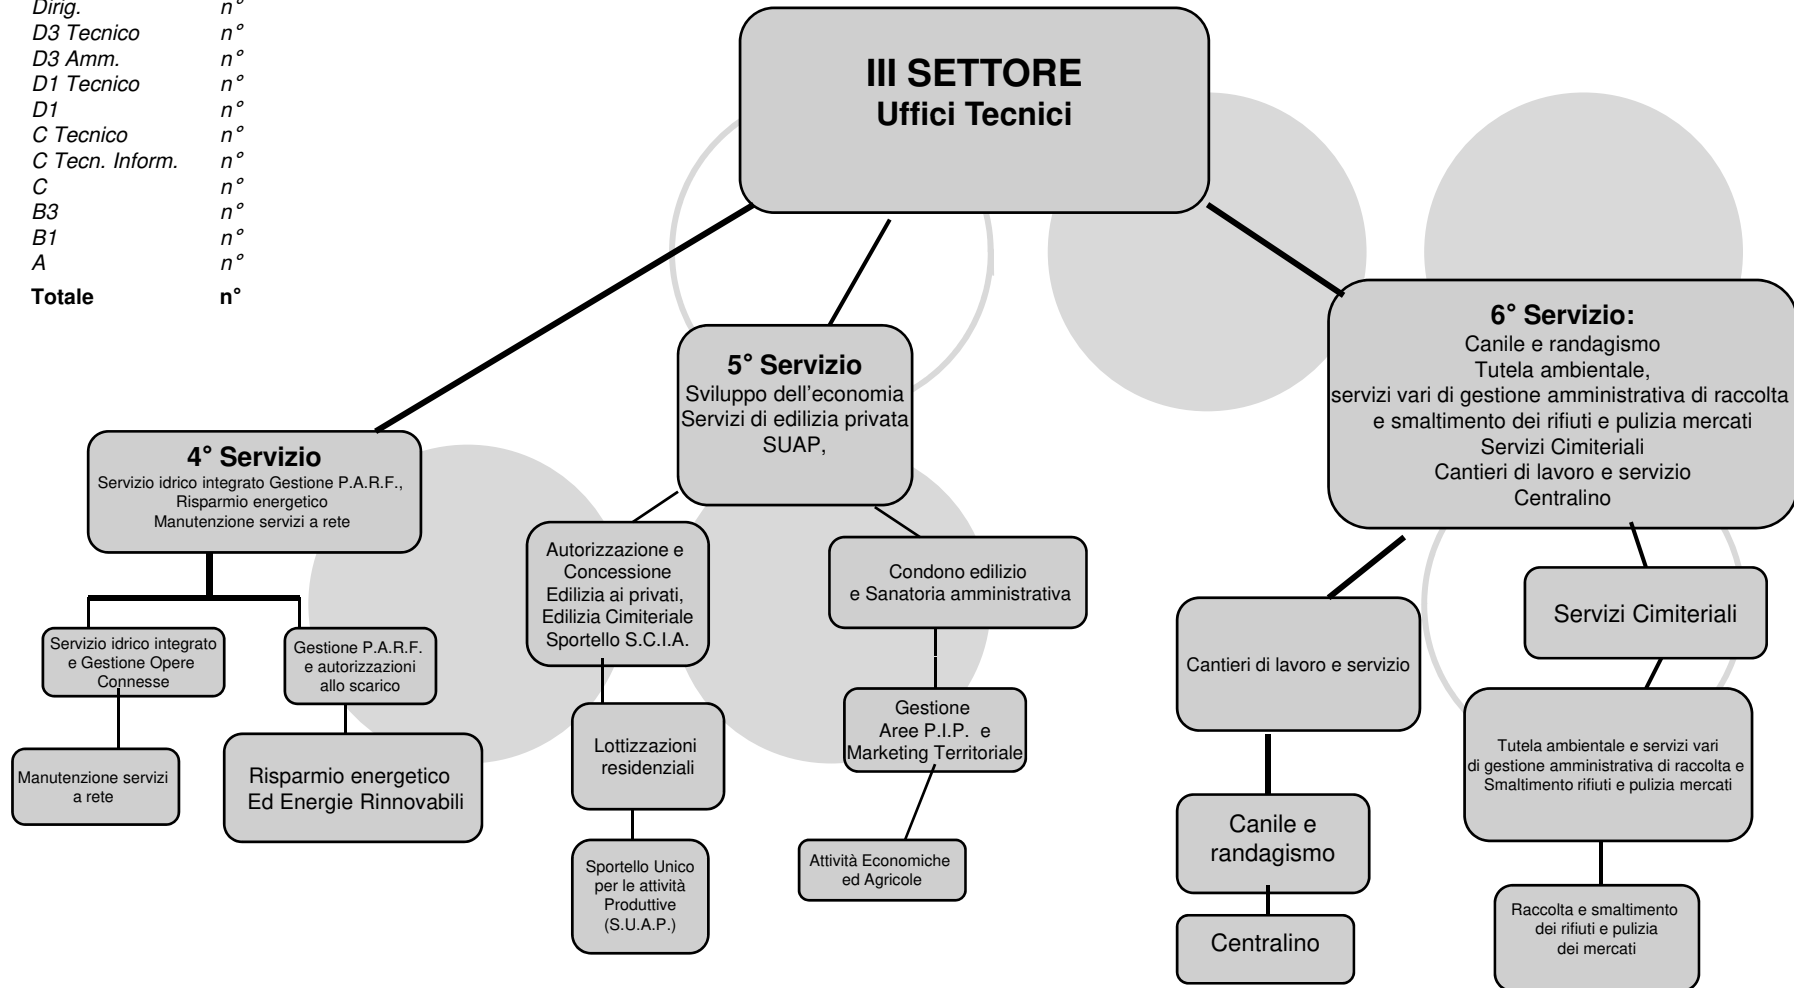 Dirig. n°
D3 Tecnico n°
D3 Amm. n°
D1 Tecnico n°
D1 n°
C Tecnico n°
C Tecn. Inform. n°
C n°
B3 n°
B1 n°
A n°
Totale n°
III SETTORE
Uffici Tecnici
4° Servizio
Servizio idrico integrato Gestione P.A.R.F.,
Risparmio energetico
Manutenzione servizi a rete
5° Servizio
Sviluppo dell'economia
Servizi di edilizia privata
SUAP,
6° Servizio:
Canile e randagismo
Tutela ambientale,
servizi vari di gestione amministrativa di raccolta
e smaltimento dei rifiuti e pulizia mercati
Servizi Cimiteriali
Cantieri di lavoro e servizio
Centralino
Servizio idrico integrato
e Gestione Opere
Connesse
Gestione P.A.R.F.
e autorizzazioni
allo scarico
Manutenzione servizi
a rete
Risparmio energetico
Ed Energie Rinnovabili
Autorizzazione e
Concessione
Edilizia ai privati,
Edilizia Cimiteriale
Sportello S.C.I.A.
Condono edilizio
e Sanatoria amministrativa
Lottizzazioni
residenziali
Gestione
Aree P.I.P. e
Marketing Territoriale
Sportello Unico
per le attività
Produttive
(S.U.A.P.)
Attività Economiche
ed Agricole
Cantieri di lavoro e servizio
Servizi Cimiteriali
Canile e
randagismo
Tutela ambientale e servizi vari
di gestione amministrativa di raccolta e
Smaltimento rifiuti e pulizia mercati
Centralino
Raccolta e smaltimento
dei rifiuti e pulizia
dei mercati